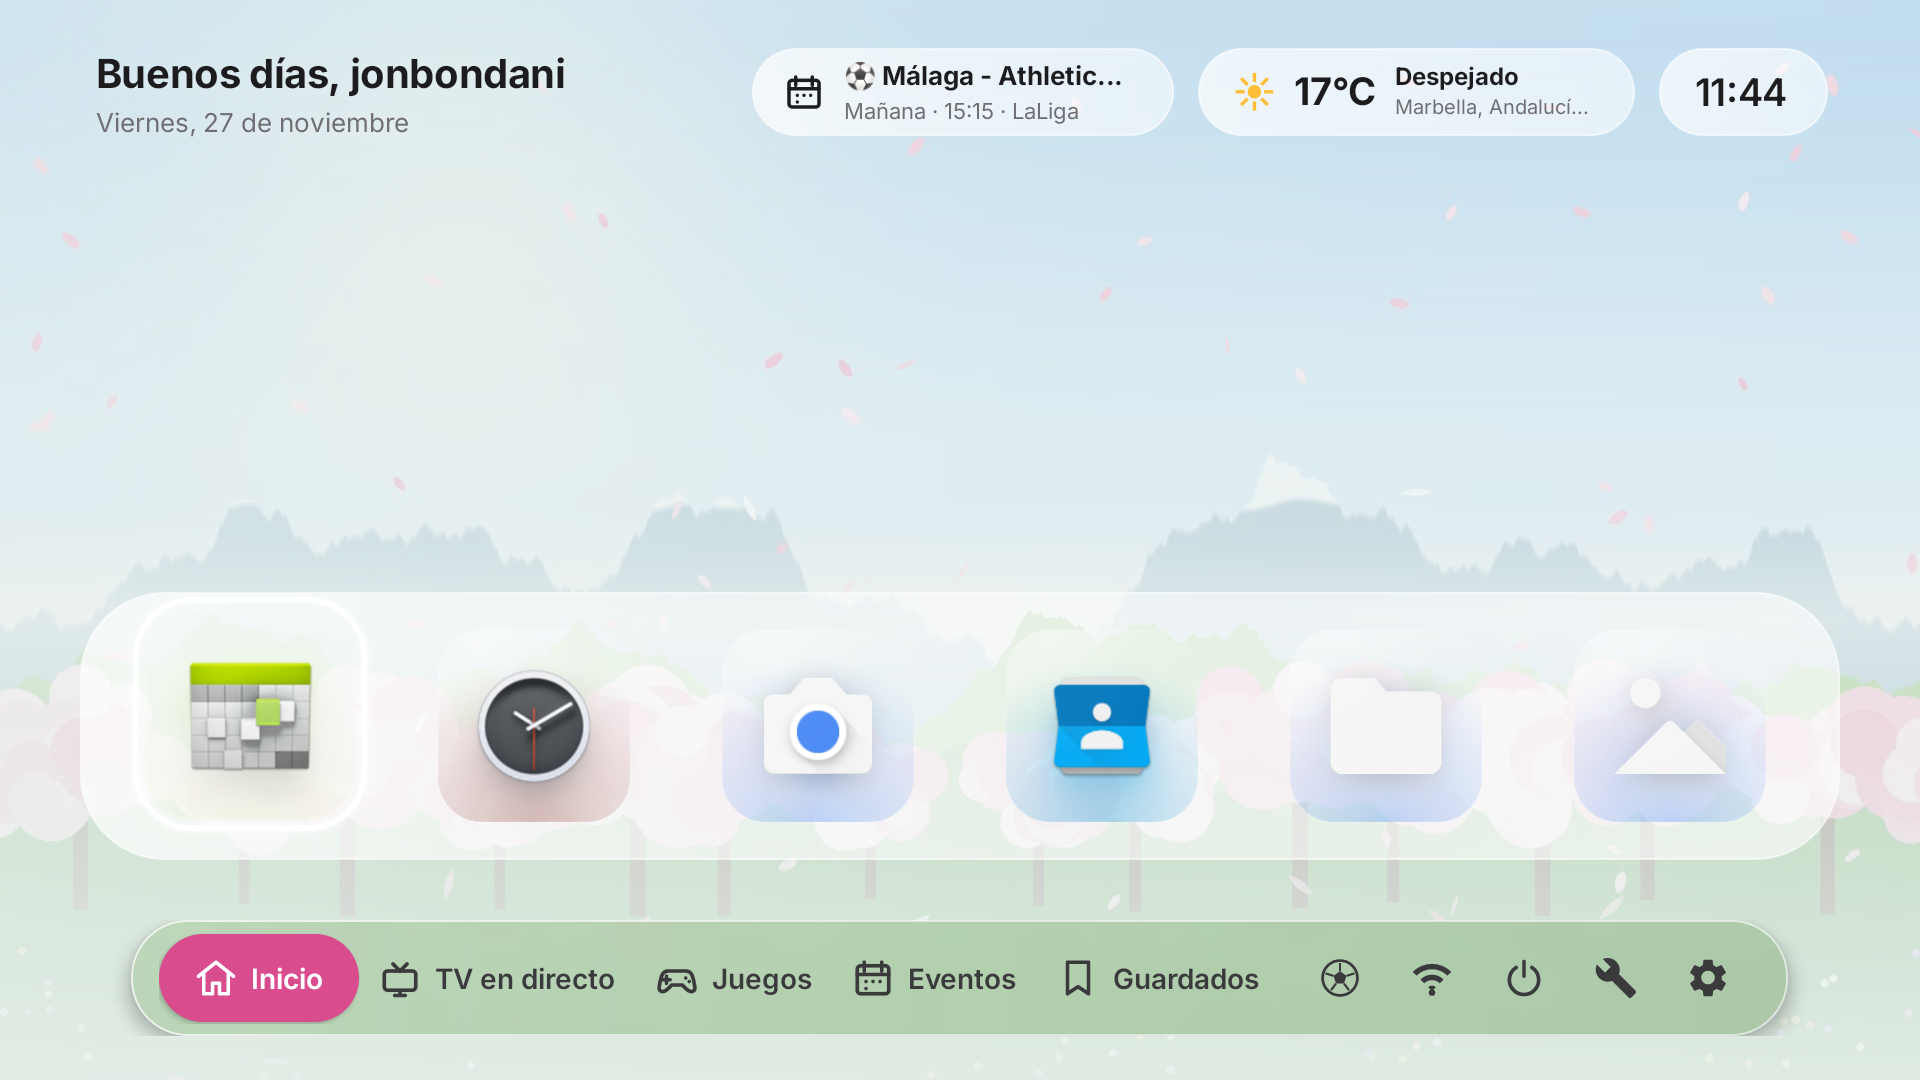 Buenos días, jonbondani
Viernes, 27 de noviembre
⚽ Málaga - Athletic...
Mañana · 15:15 · LaLiga
17°C
Despejado
Marbella, Andalucí...
11:44
Inicio
TV en directo
Juegos
Eventos
Guardados